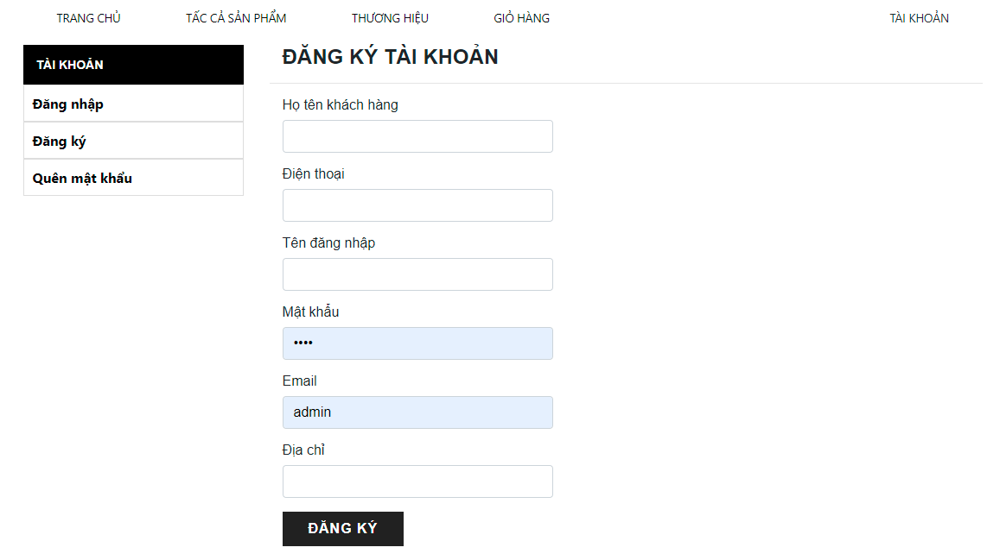 TRANG CHỦ TẤC CẢ SẢN PHẨM THƯƠNG HIỆU GIỎ HÀNG TÀI KHOẢN
TÀI KHOẢN
Đăng nhập
Đăng ký
Quên mật khẩu
ĐĂNG KÝ TÀI KHOẢN
Họ tên khách hàng
Điện thoại
Tên đăng nhập
Mật khẩu
••••
Email
admin
Địa chỉ
ĐĂNG KÝ